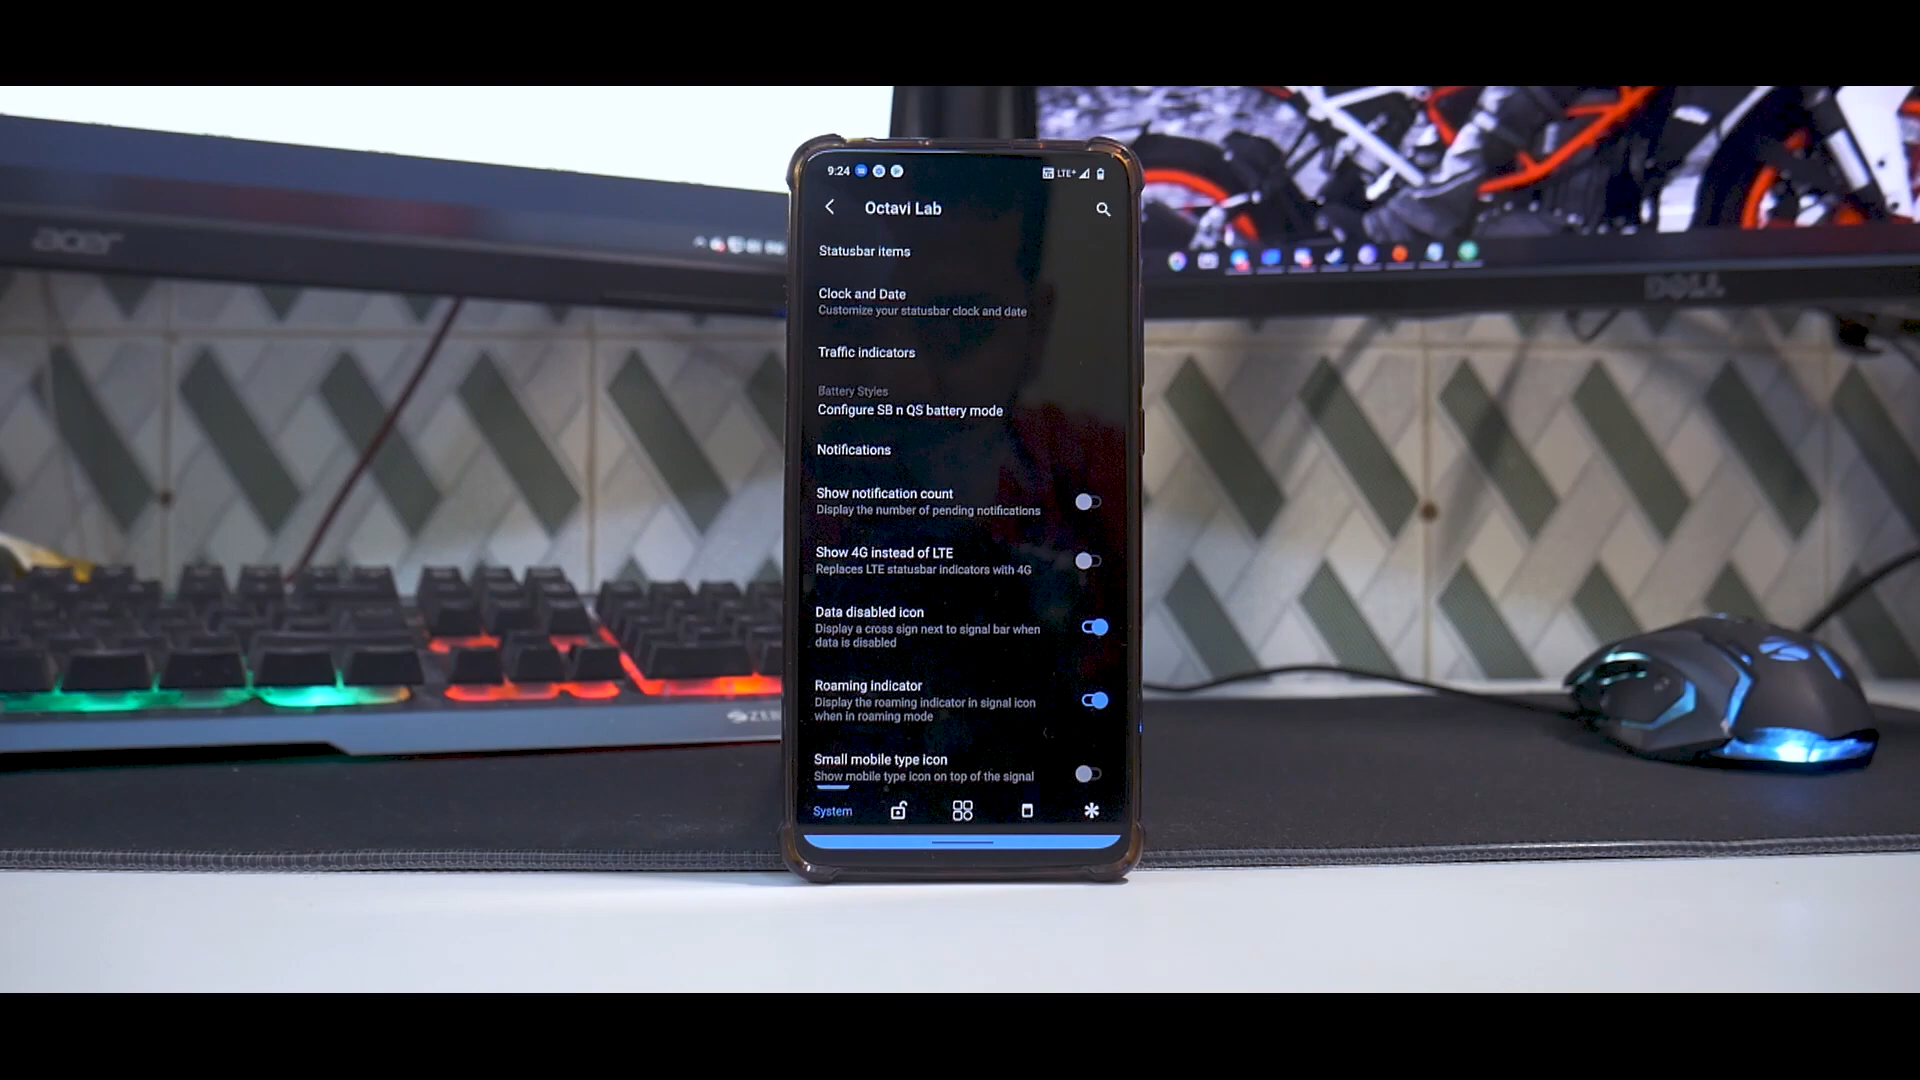 acer
DELL
9:24
LTE+
Octavi Lab
Statusbar items
Clock and Date
Customize your statusbar clock and date
Traffic indicators
Battery Styles
Configure SB n QS battery mode
Notifications
Show notification count
Display the number of pending notifications
Show 4G instead of LTE
Replaces LTE statusbar indicators with 4G
Data disabled icon
Display a cross sign next to signal bar when
data is disabled
Roaming indicator
Display the roaming indicator in signal icon
when in roaming mode
Small mobile type icon
Show mobile type icon on top of the signal
System